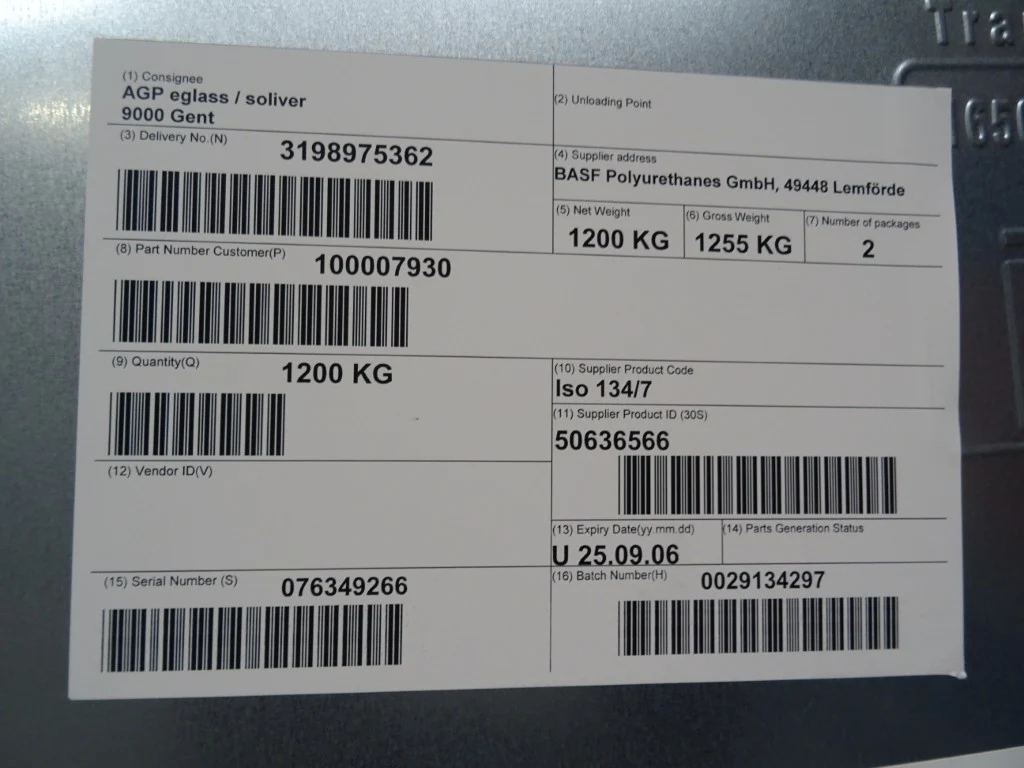 (1) Consignee
AGP eglass / soliver
9000 Gent
(2) Unloading Point
(3) Delivery No.(N)
3198975362
(4) Supplier address
BASF Polyurethanes GmbH, 49448 Lemförde
(5) Net Weight
1200 KG
(6) Gross Weight
1255 KG
(7) Number of packages
2
(8) Part Number Customer(P)
100007930
(9) Quantity(Q)
1200 KG
(10) Supplier Product Code
Iso 134/7
(11) Supplier Product ID (30S)
50636566
(12) Vendor ID(V)
(13) Expiry Date(yy.mm.dd)
U 25.09.06
(14) Parts Generation Status
(15) Serial Number (S)
076349266
(16) Batch Number(H)
0029134297